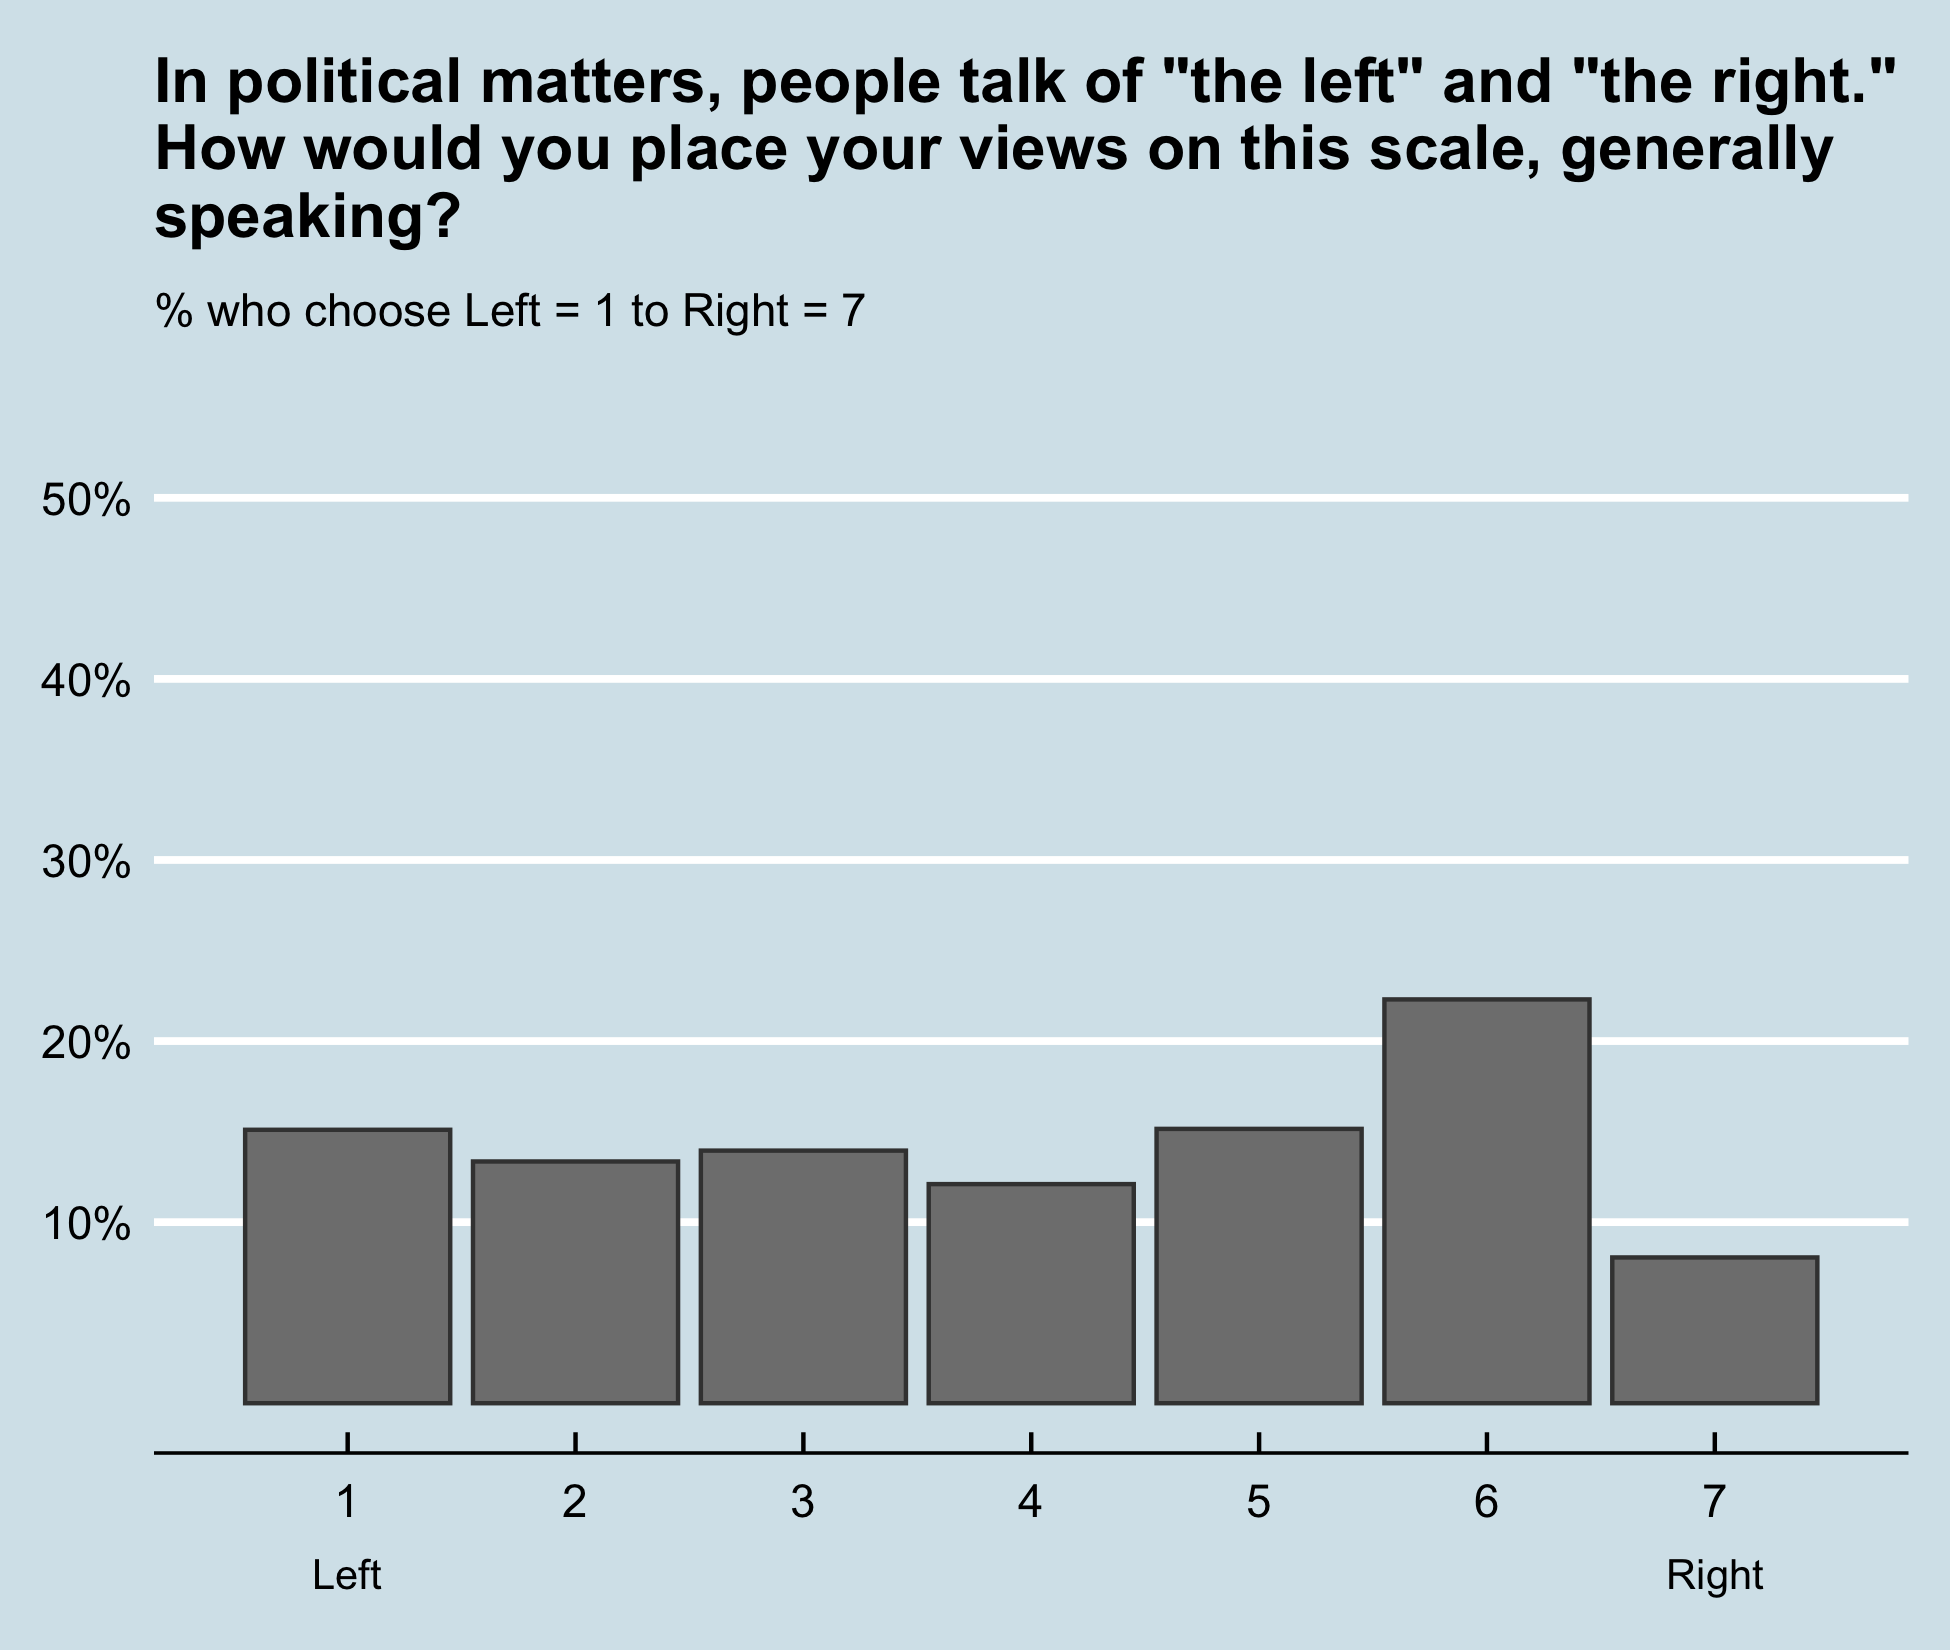 In political matters, people talk of "the left" and "the right."
How would you place your views on this scale, generally
speaking?
% who choose Left = 1 to Right = 7
50%
40%
30%
20%
10%
1 2 3 4 5 6 7
Left Right